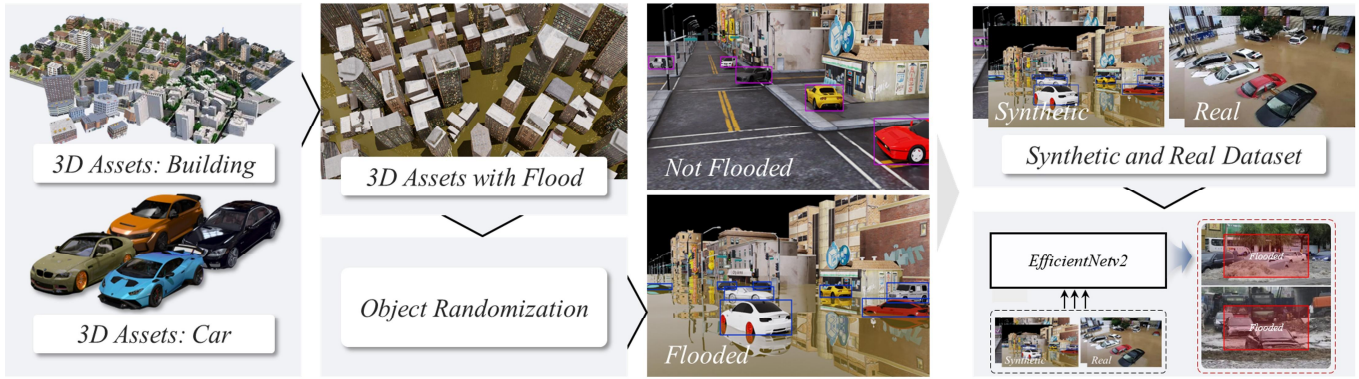 3D Assets: Building
3D Assets: Car
3D Assets with Flood
Object Randomization
Not Flooded
Flooded
Synthetic
Real
Synthetic and Real Dataset
EfficientNetv2
Synthetic
Real
Flooded
Flooded